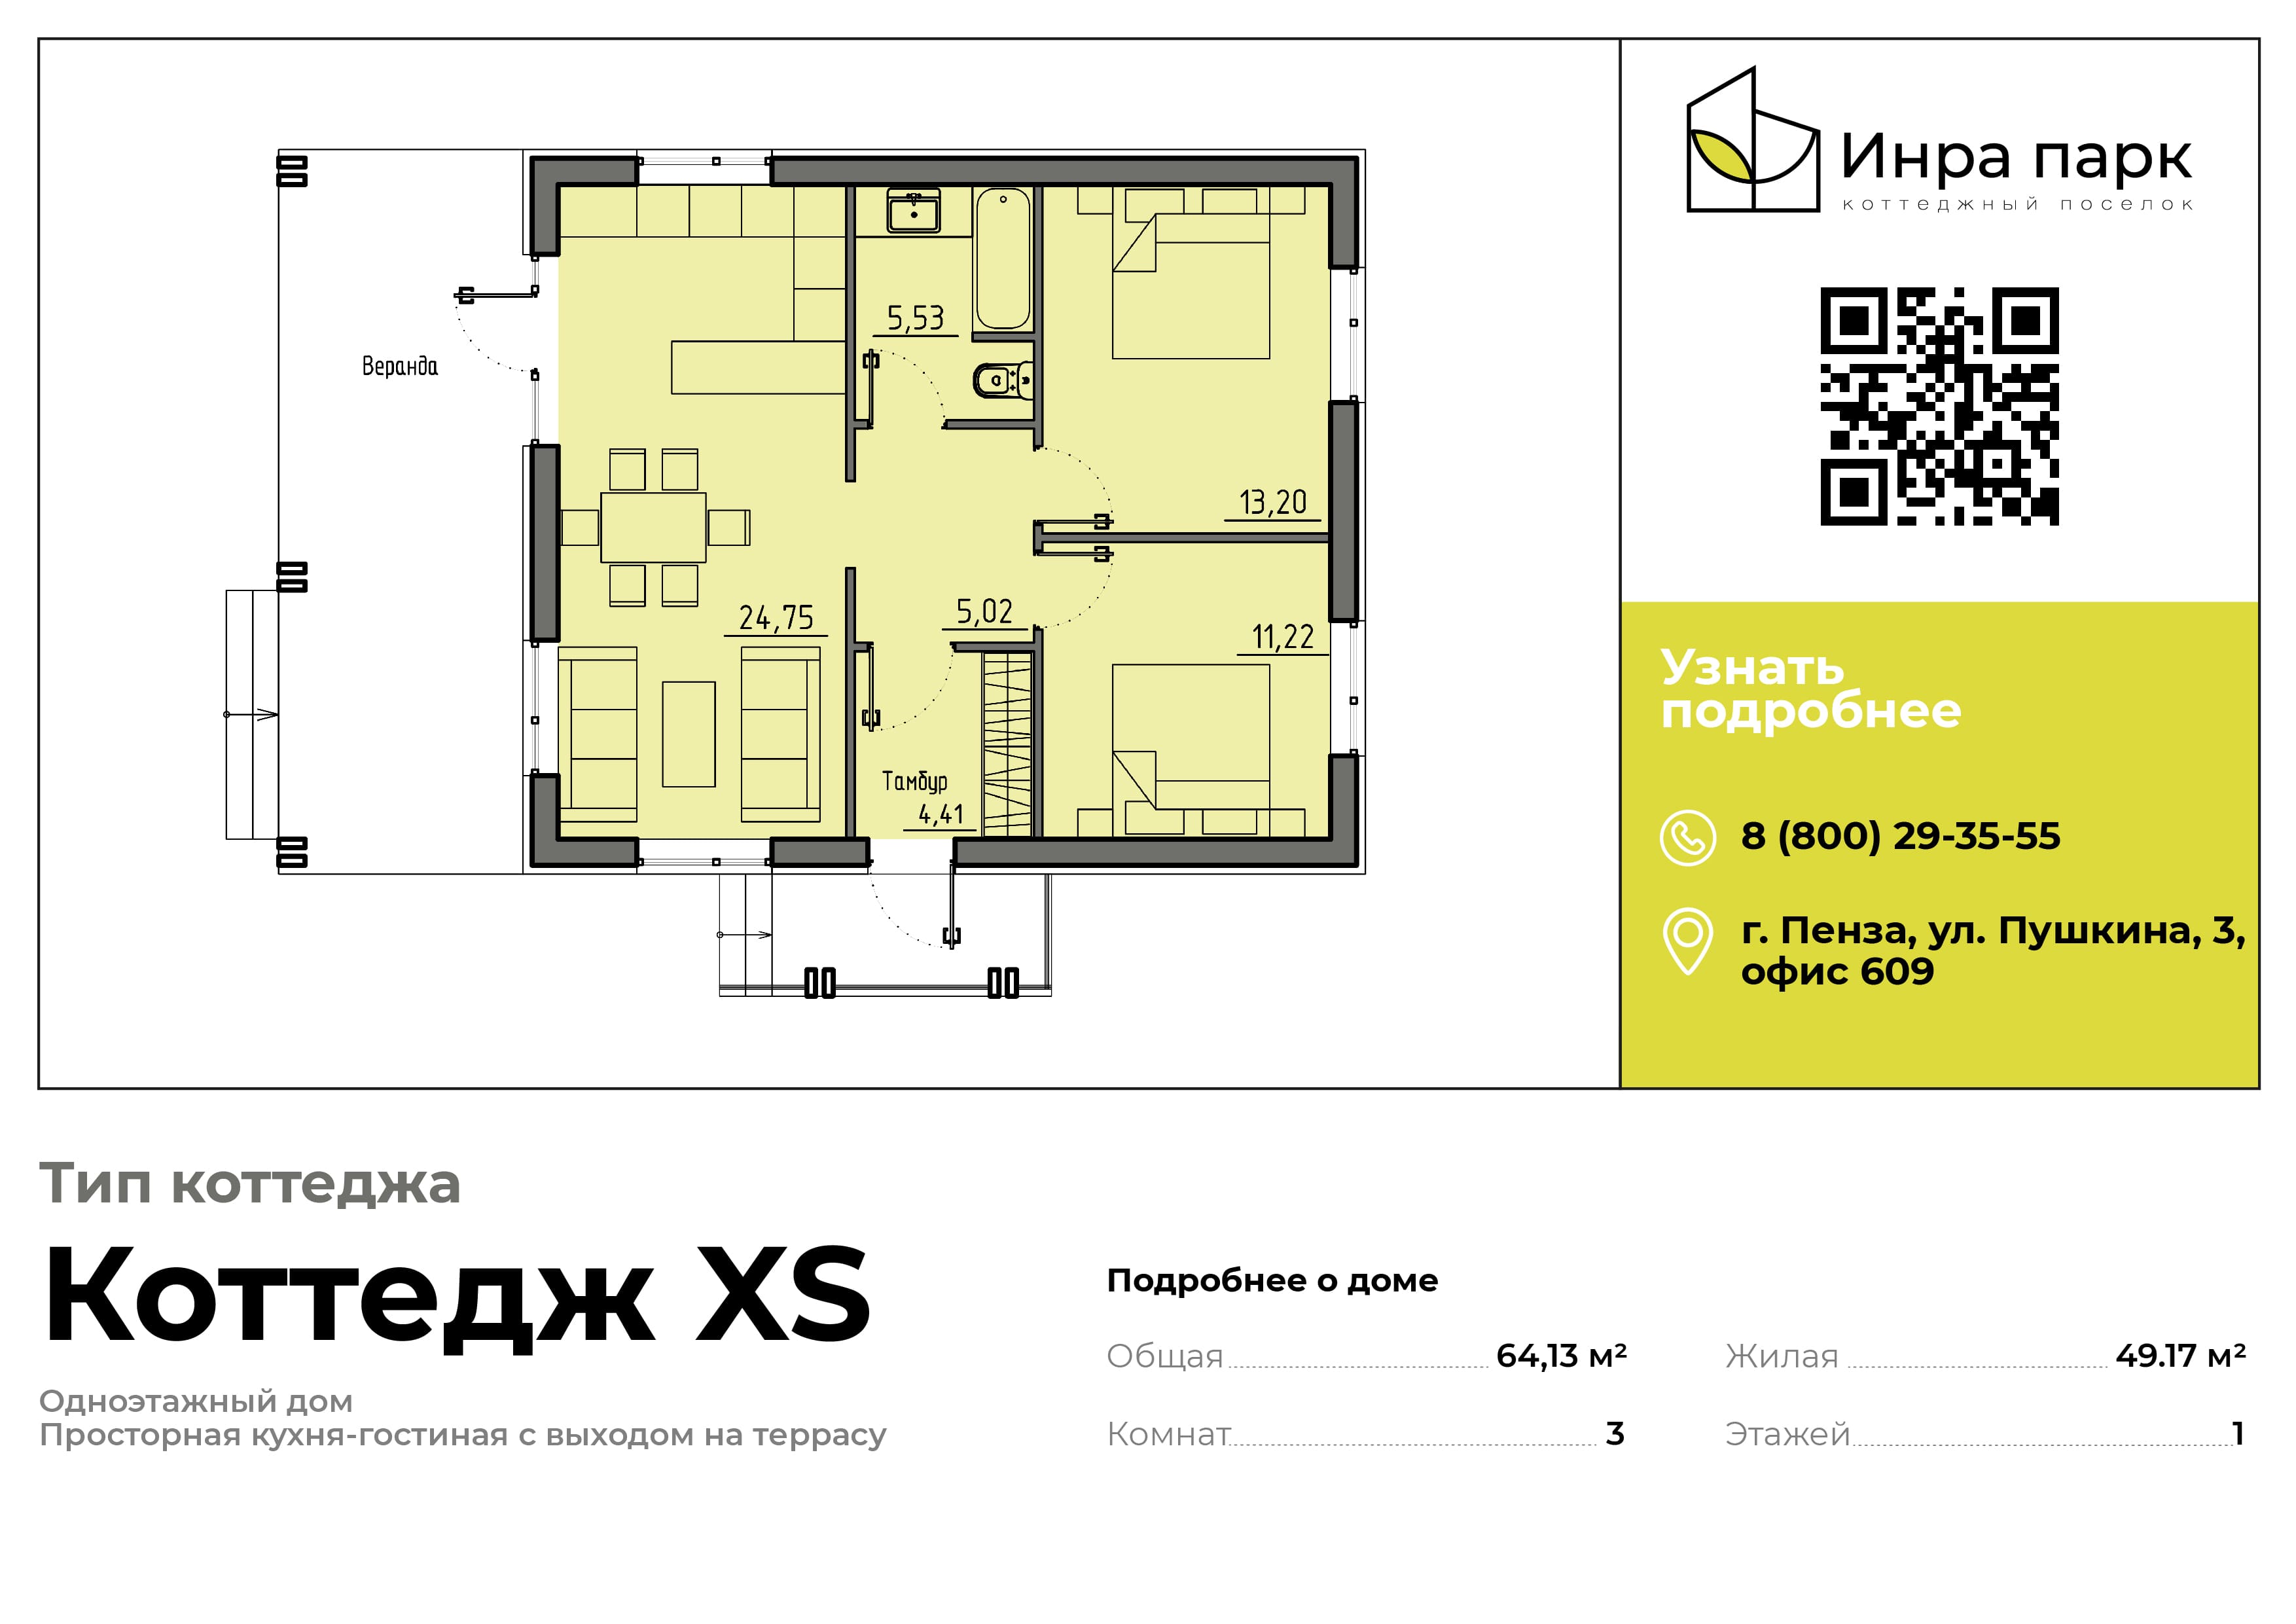 Инра парк
коттеджный поселок
Веранда
5,53
13,20
24,75
5,02
11,22
Тамбур
4,41
Узнать
подробнее
8 (800) 29-35-55
г. Пенза, ул. Пушкина, 3,
офис 609
Тип коттеджа
Коттедж XS
Одноэтажный дом
Просторная кухня-гостиная с выходом на террасу
Подробнее о доме
Общая 64,13 м²
Жилая 49.17 м²
Комнат 3
Этажей 1